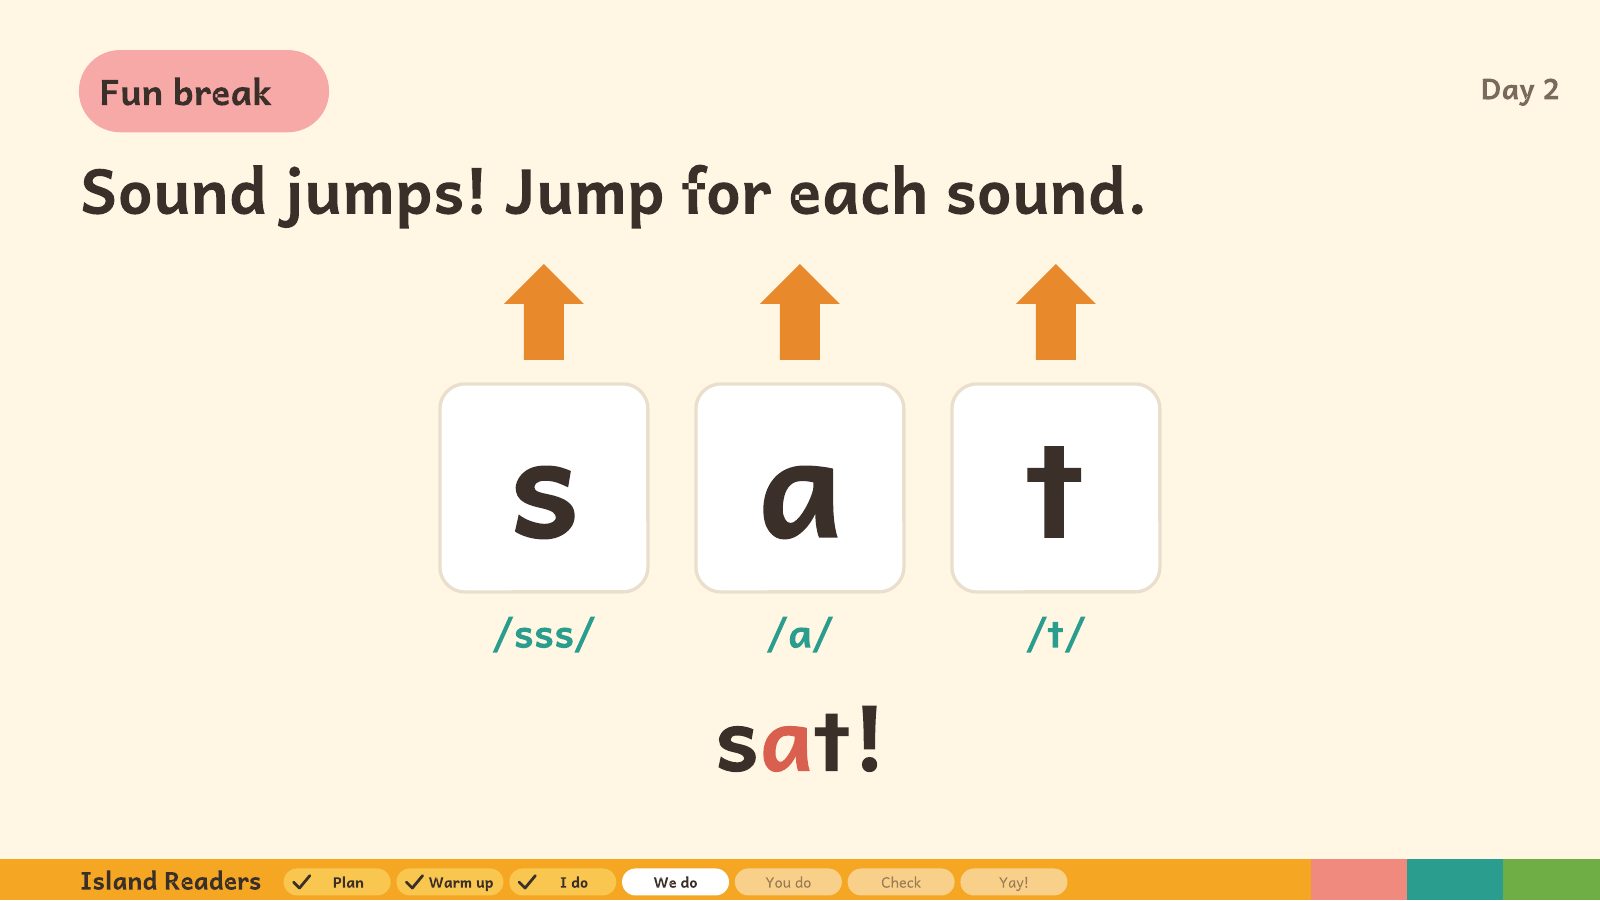 Fun break
Day 2
Sound jumps! Jump for each sound.
s a t
/sss/ /a/ /t/
sat!
Island Readers Plan Warm up I do We do You do Check Yay!